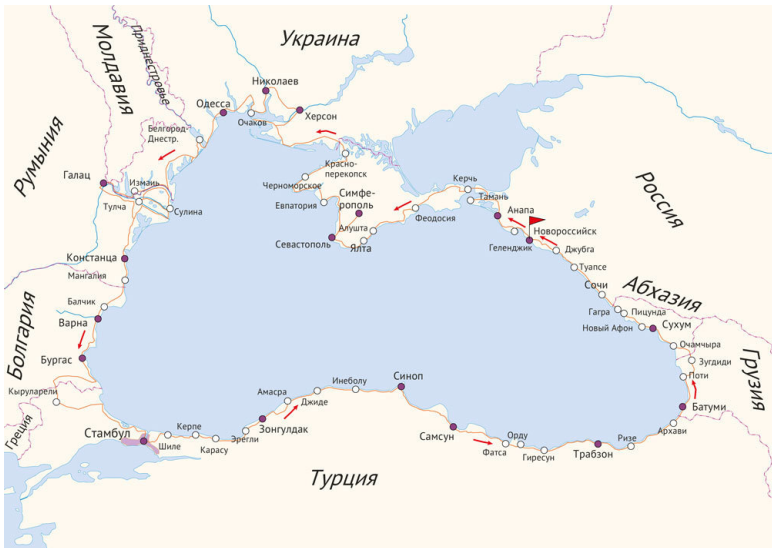 Украина
Молдавия
Приднестровье
Румыния
Николаев
Одесса
Херсон
Очаков
Белгород-
Днестр.
Красно-
перекопск
Галац
Измаил
Тулча
Сулина
Черноморское
Симфе-
рополь
Евпатория
Алушта
Севастополь
Ялта
Феодосия
Керчь
Тамань
Анапа
Россия
Новороссийск
Геленджик
Джубга
Туапсе
Констанца
Мангалия
Сочи
Абхазия
Гагра
Пицунда
Новый Афон
Сухум
Болгария
Балчик
Варна
Очамчыра
Зугдиди
Грузия
Бургас
Поти
Кыруларели
Батуми
Греция
Синоп
Инеболу
Амасра
Джиде
Стамбул
Керпе
Шиле
Карасу
Эрегли
Зонгулдак
Самсун
Фатса
Орду
Гиресун
Трабзон
Ризе
Архави
Турция